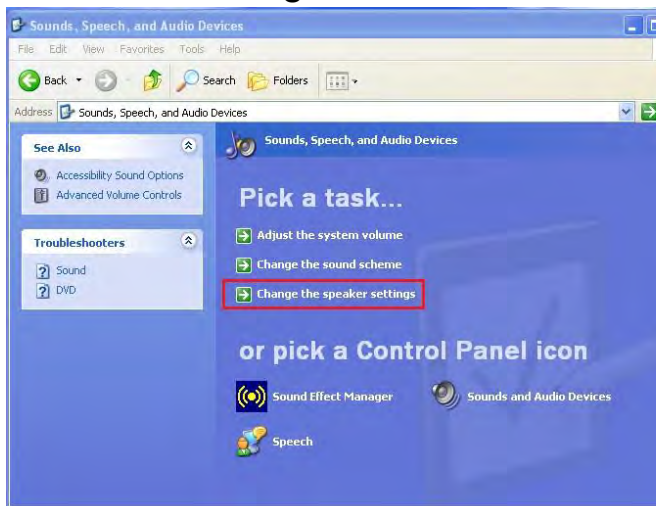 Sounds, Speech, and Audio Devices
File Edit View Favorites Tools Help
Back Search Folders
Address Sounds, Speech, and Audio Devices
See Also
Accessibility Sound Options
Advanced Volume Controls
Troubleshooters
Sound
DVD
Sounds, Speech, and Audio Devices
Pick a task...
Adjust the system volume
Change the sound scheme
Change the speaker settings
or pick a Control Panel icon
Sound Effect Manager
Sounds and Audio Devices
Speech